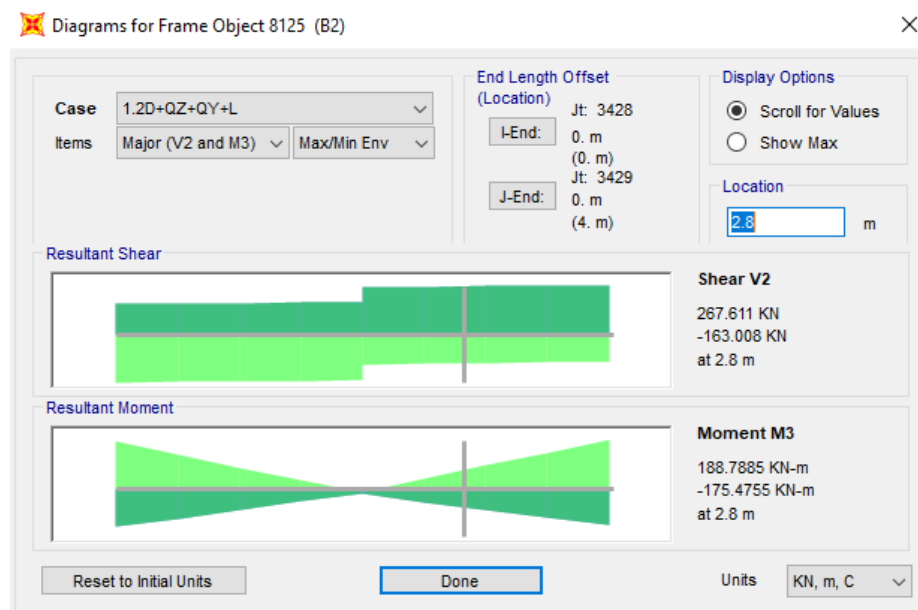 Diagrams for Frame Object 8125 (B2)
Case
1.2D+QZ+QY+L
Items
Major (V2 and M3)
Max/Min Env
End Length Offset
(Location)
Jt: 3428
I-End:
0. m
(0. m)
Jt: 3429
J-End:
0. m
(4. m)
Display Options
Scroll for Values
Show Max
Location
2.8
m
Resultant Shear
Shear V2
267.611 KN
-163.008 KN
at 2.8 m
Resultant Moment
Moment M3
188.7885 KN-m
-175.4755 KN-m
at 2.8 m
Reset to Initial Units
Done
Units
KN, m, C